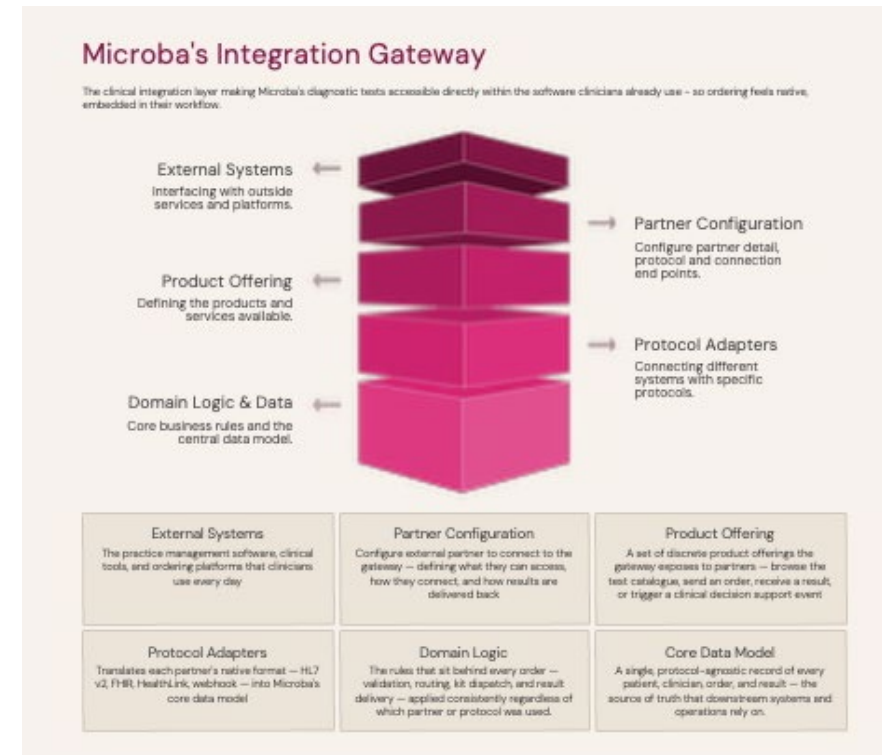 Microba's Integration Gateway
The clinical integration layer making Microba's diagnostic tests accessible directly within the software clinicians already use - so ordering feels native,
embedded in their workflow.
External Systems
Interfacing with outside
services and platforms.
Partner Configuration
Configure partner detail,
protocol and connection
end points.
Product Offering
Defining the products and
services available.
Protocol Adapters
Connecting different
systems with specific
protocols.
Domain Logic & Data
Core business rules and the
central data model.
External Systems
The practice management software, clinical
tools, and ordering platforms that clinicians
use every day
Partner Configuration
Configure external partner to connect to the
gateway — defining what they can access,
how they connect, and how results are
delivered back
Product Offering
A set of discrete product offerings the
gateway exposes to partners — browse the
test catalogue, send an order, receive a result,
or trigger a clinical decision support event
Protocol Adapters
Translates each partner's native format — HL7
v2, FHIR, HealthLink, webhook — into Microba's
core data model
Domain Logic
The rules that sit behind every order —
validation, routing, kit dispatch, and result
delivery — applied consistently regardless of
which partner or protocol was used.
Core Data Model
A single, protocol-agnostic record of every
patient, clinician, order, and result — the
source of truth that downstream systems and
operations rely on.